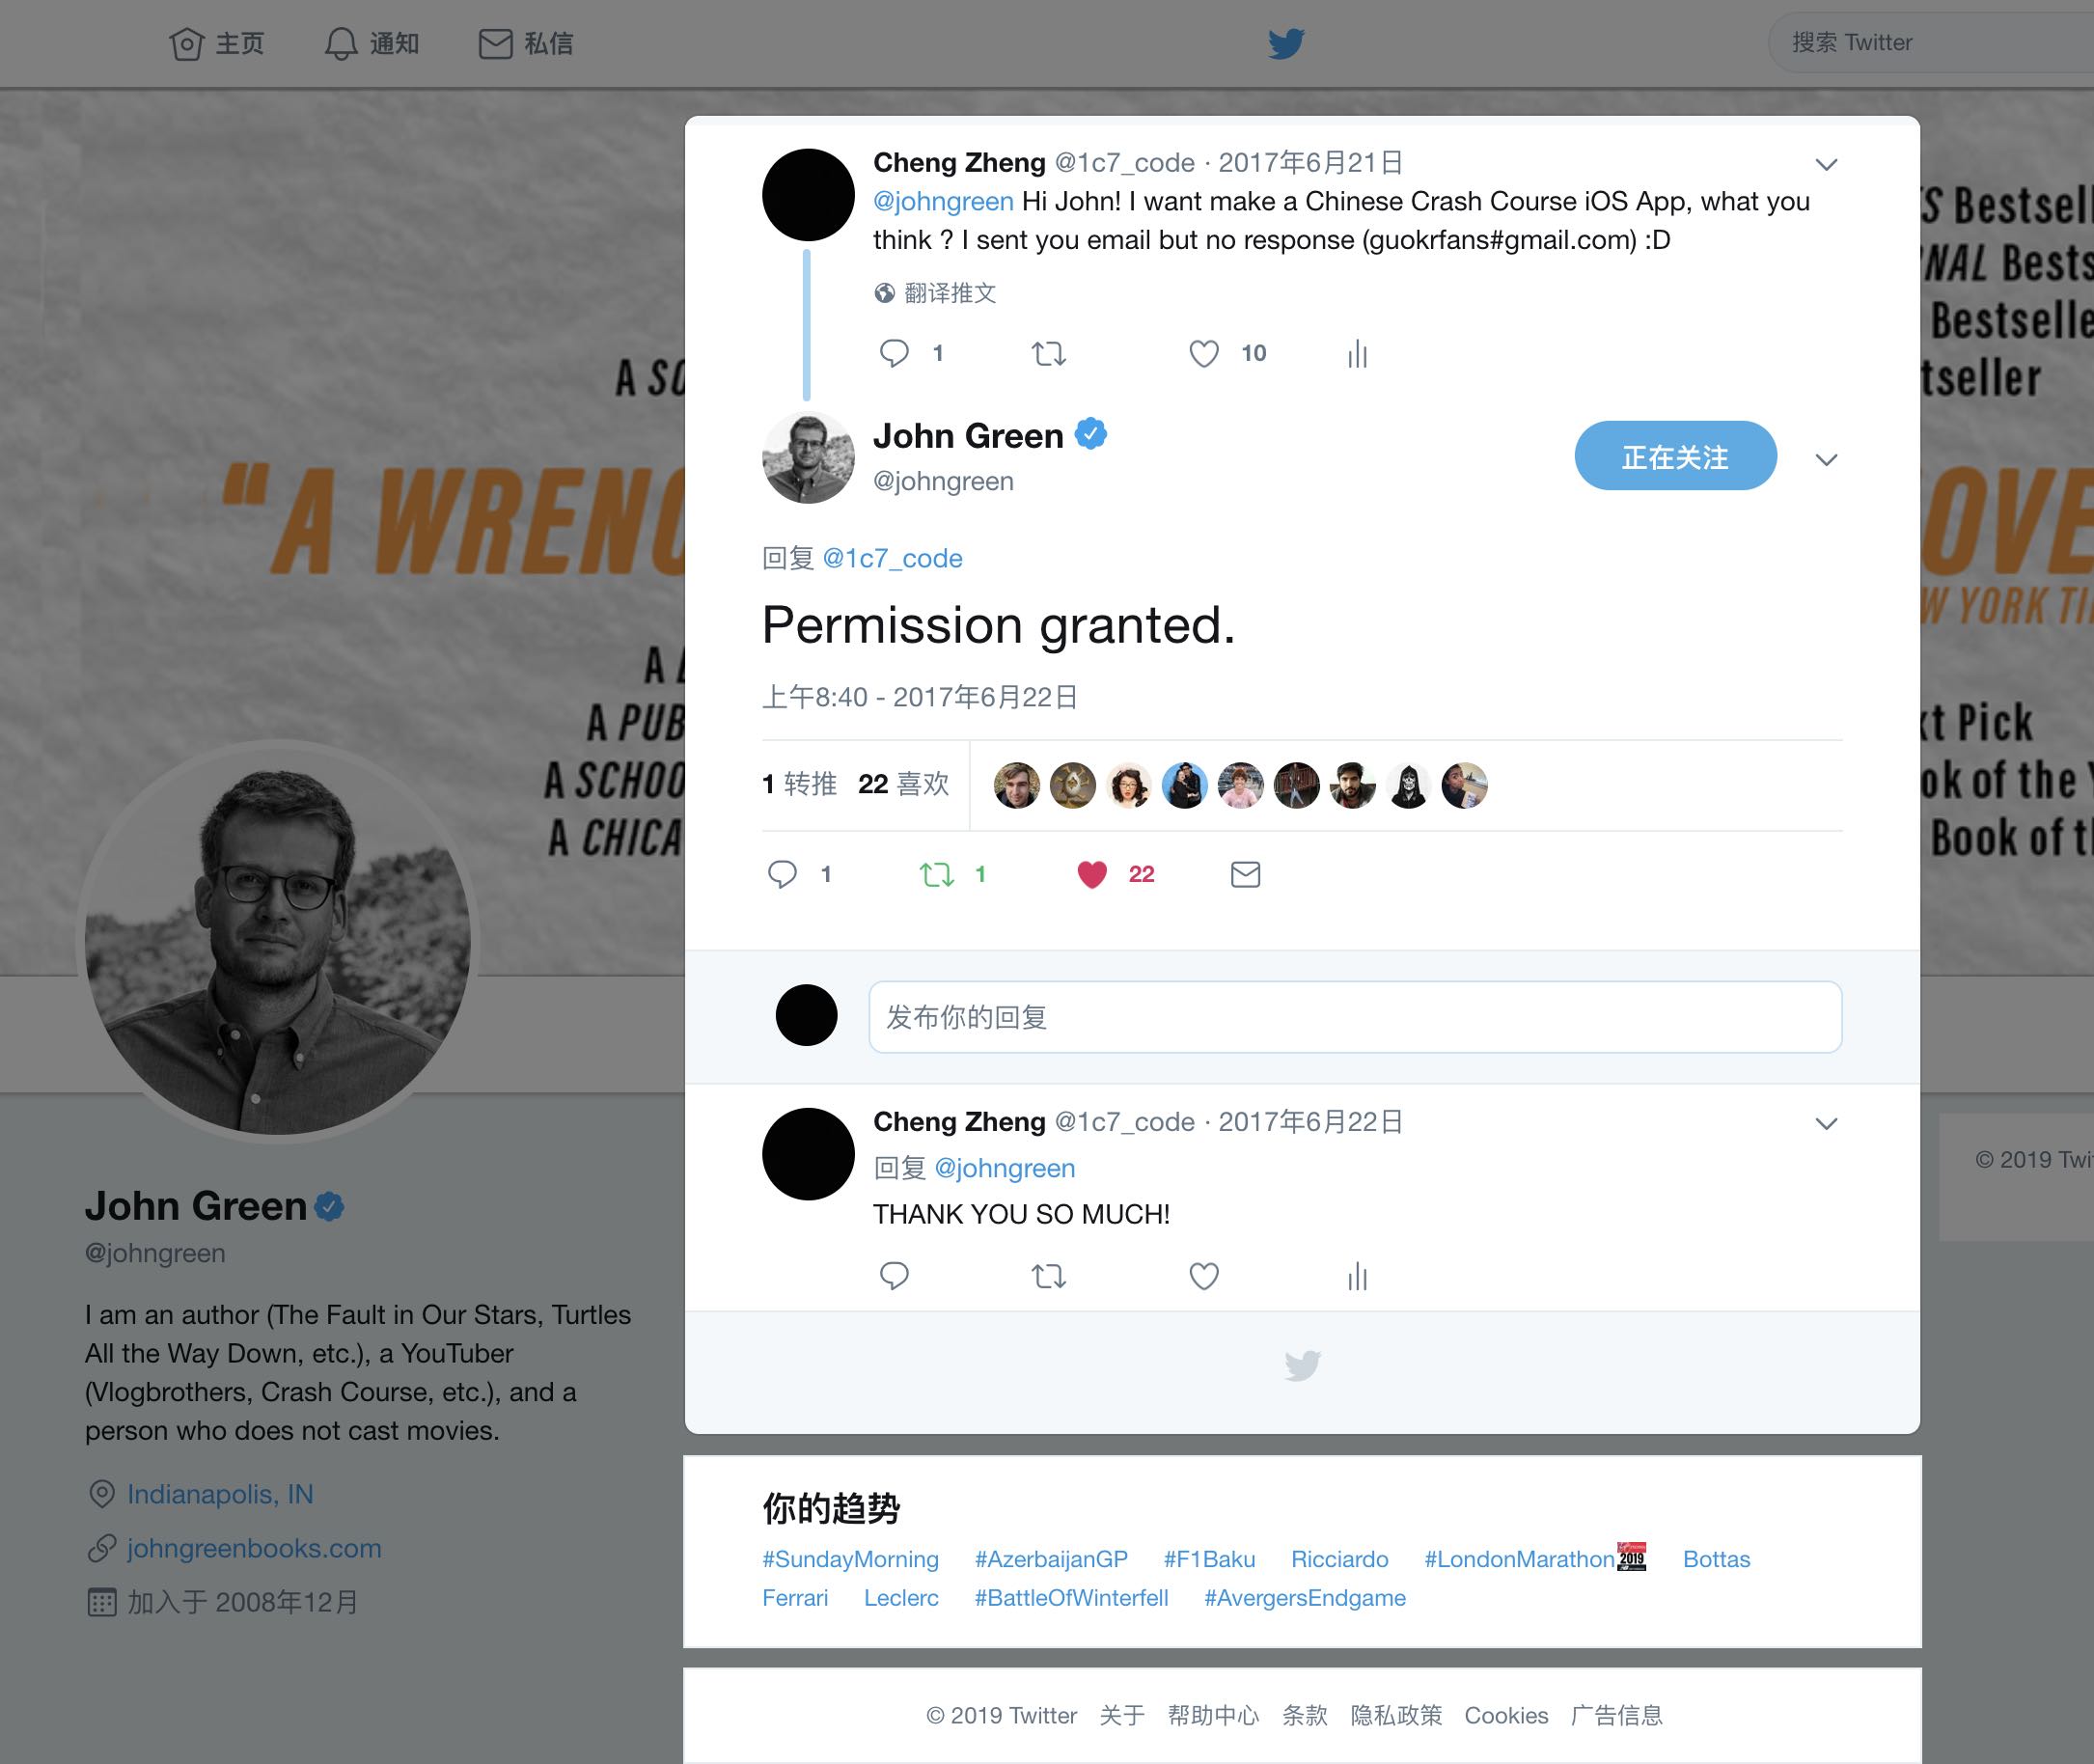 主页
通知
私信
搜索 Twitter
A SO
"A WRENC
A L
A PUB
A SCHOO
A CHICA
S Bestsell
NAL Bests
Bestselle
tseller
OVE
W YORK TI
xt Pick
ok of the Y
Book of th
Cheng Zheng @1c7_code · 2017年6月21日
@johngreen Hi John! I want make a Chinese Crash Course iOS App, what you
think ? I sent you email but no response (guokrfans#gmail.com) :D
翻译推文
1
10
John Green
@johngreen
正在关注
回复 @1c7_code
Permission granted.
上午8:40 - 2017年6月22日
1 转推 22 喜欢
1
1
22
发布你的回复
Cheng Zheng @1c7_code · 2017年6月22日
回复 @johngreen
THANK YOU SO MUCH!
John Green
@johngreen
I am an author (The Fault in Our Stars, Turtles
All the Way Down, etc.), a YouTuber
(Vlogbrothers, Crash Course, etc.), and a
person who does not cast movies.
Indianapolis, IN
johngreenbooks.com
加入于 2008年12月
© 2019 Twi
你的趋势
#SundayMorning #AzerbaijanGP #F1Baku Ricciardo #LondonMarathon 2019 Bottas
Ferrari Leclerc #BattleOfWinterfell #AvergersEndgame
© 2019 Twitter 关于 帮助中心 条款 隐私政策 Cookies 广告信息